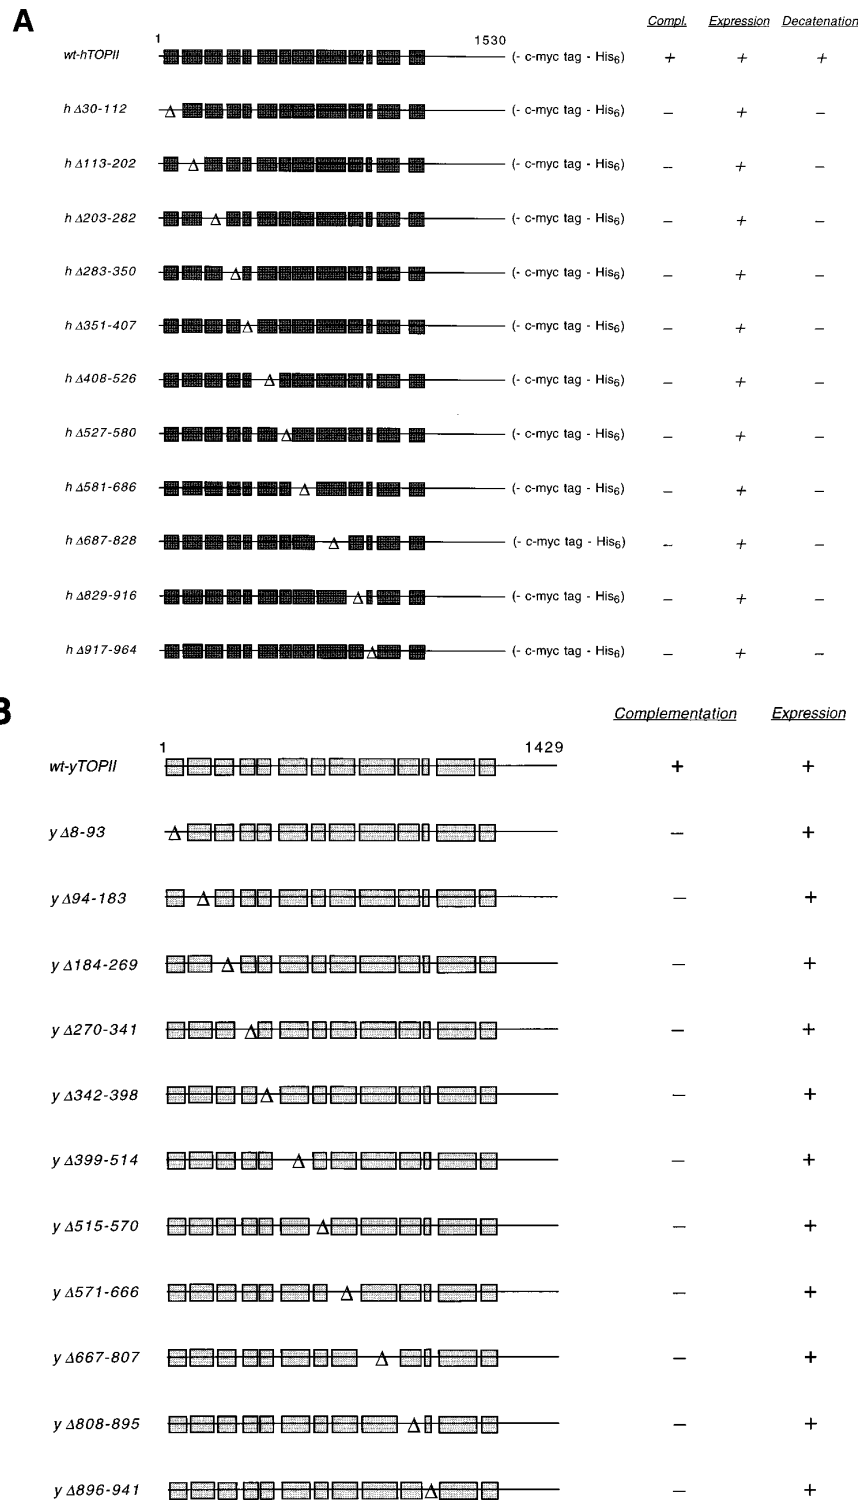 A
Compl. Expression Decatenation
1 1530
wt-hTOPII (- c-myc tag - His6) + + +
h Δ30-112 Δ (- c-myc tag - His6) – + –
h Δ113-202 Δ (- c-myc tag - His6) – + –
h Δ203-282 Δ (- c-myc tag - His6) – + –
h Δ283-350 Δ (- c-myc tag - His6) – + –
h Δ351-407 Δ (- c-myc tag - His6) – + –
h Δ408-526 Δ (- c-myc tag - His6) – + –
h Δ527-580 Δ (- c-myc tag - His6) – + –
h Δ581-686 Δ (- c-myc tag - His6) – + –
h Δ687-828 Δ (- c-myc tag - His6) – + –
h Δ829-916 Δ (- c-myc tag - His6) – + –
h Δ917-964 Δ (- c-myc tag - His6) – + –
B
Complementation Expression
1 1429
wt-yTOPII + +
y Δ8-93 Δ – +
y Δ94-183 Δ – +
y Δ184-269 Δ – +
y Δ270-341 Δ – +
y Δ342-398 Δ – +
y Δ399-514 Δ – +
y Δ515-570 Δ – +
y Δ571-666 Δ – +
y Δ667-807 Δ – +
y Δ808-895 Δ – +
y Δ896-941 Δ – +